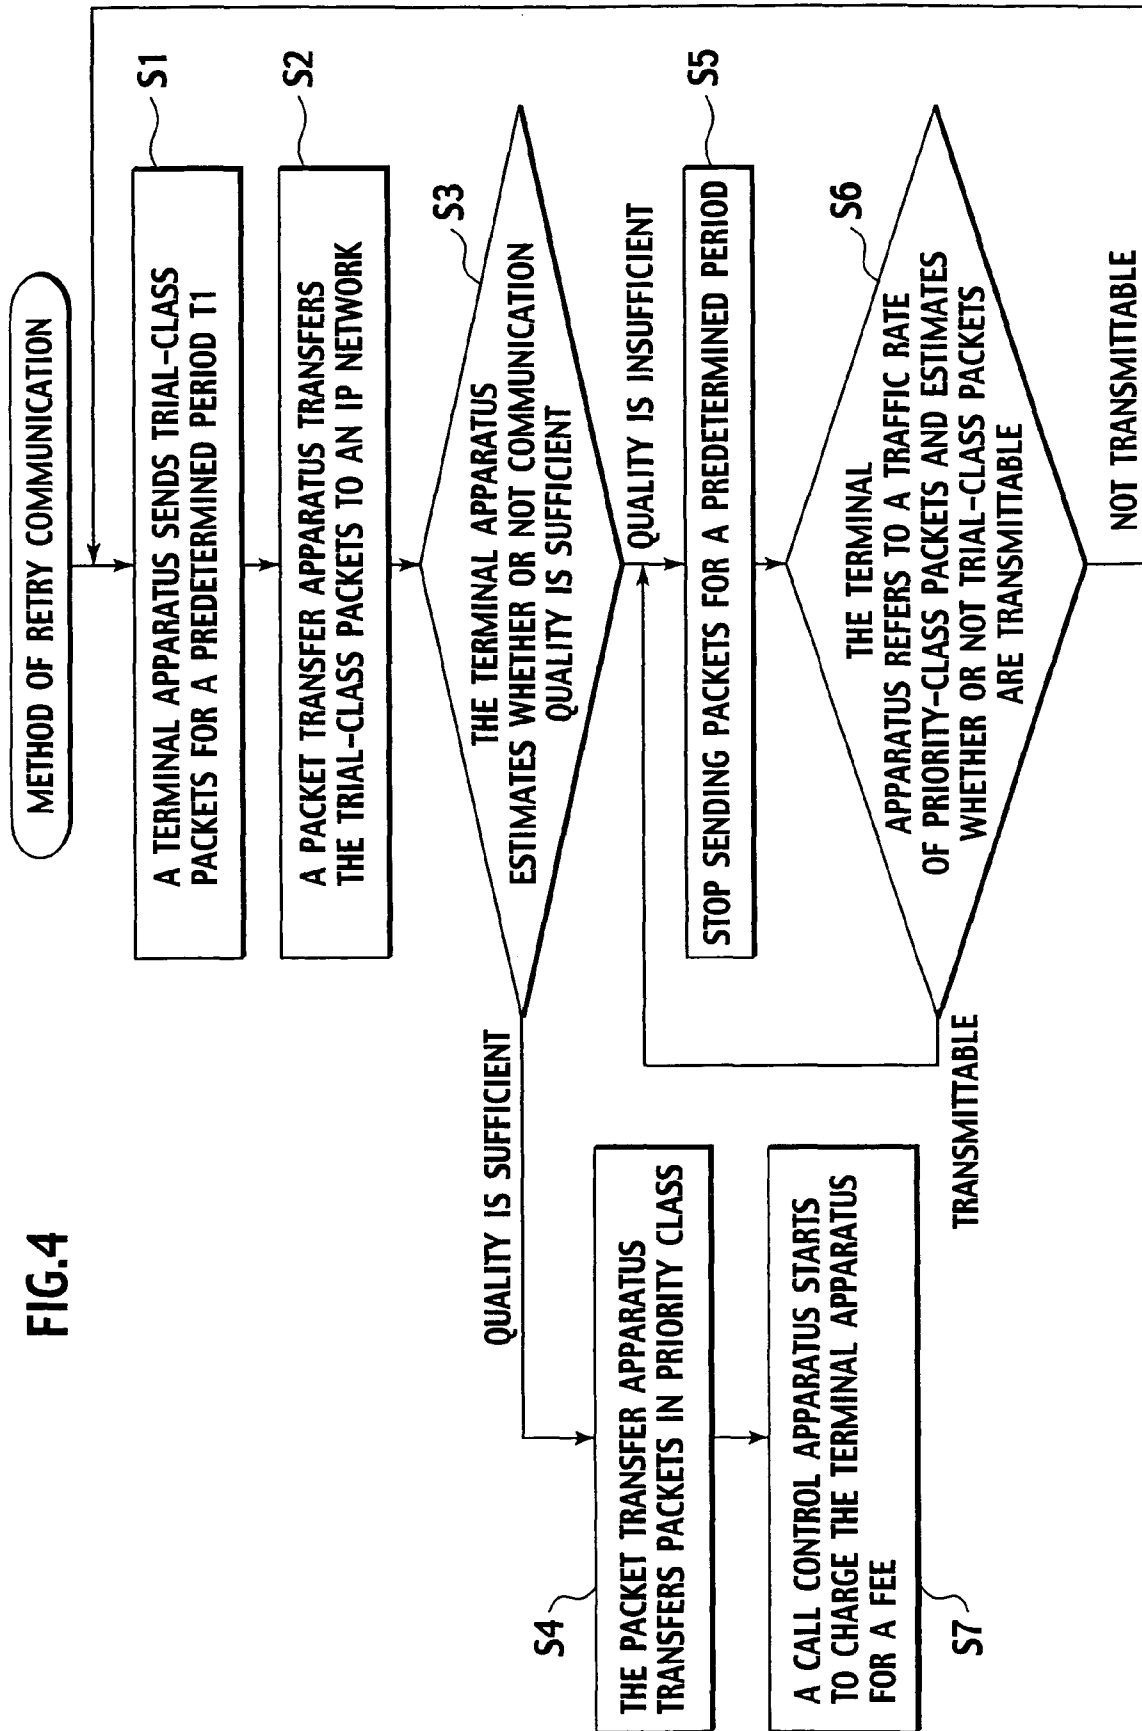 FIG.4
METHOD OF RETRY COMMUNICATION
S1
A TERMINAL APPARATUS SENDS TRIAL-CLASS
PACKETS FOR A PREDETERMINED PERIOD T1
S2
A PACKET TRANSFER APPARATUS TRANSFERS
THE TRIAL-CLASS PACKETS TO AN IP NETWORK
S3
THE TERMINAL APPARATUS
ESTIMATES WHETHER OR NOT COMMUNICATION
QUALITY IS SUFFICIENT
QUALITY IS SUFFICIENT
QUALITY IS INSUFFICIENT
S4
THE PACKET TRANSFER APPARATUS
TRANSFERS PACKETS IN PRIORITY CLASS
S5
STOP SENDING PACKETS FOR A PREDETERMINED PERIOD
S7
A CALL CONTROL APPARATUS STARTS
TO CHARGE THE TERMINAL APPARATUS
FOR A FEE
S6
THE TERMINAL
APPARATUS REFERS TO A TRAFFIC RATE
OF PRIORITY-CLASS PACKETS AND ESTIMATES
WHETHER OR NOT TRIAL-CLASS PACKETS
ARE TRANSMITTABLE
TRANSMITTABLE
NOT TRANSMITTABLE